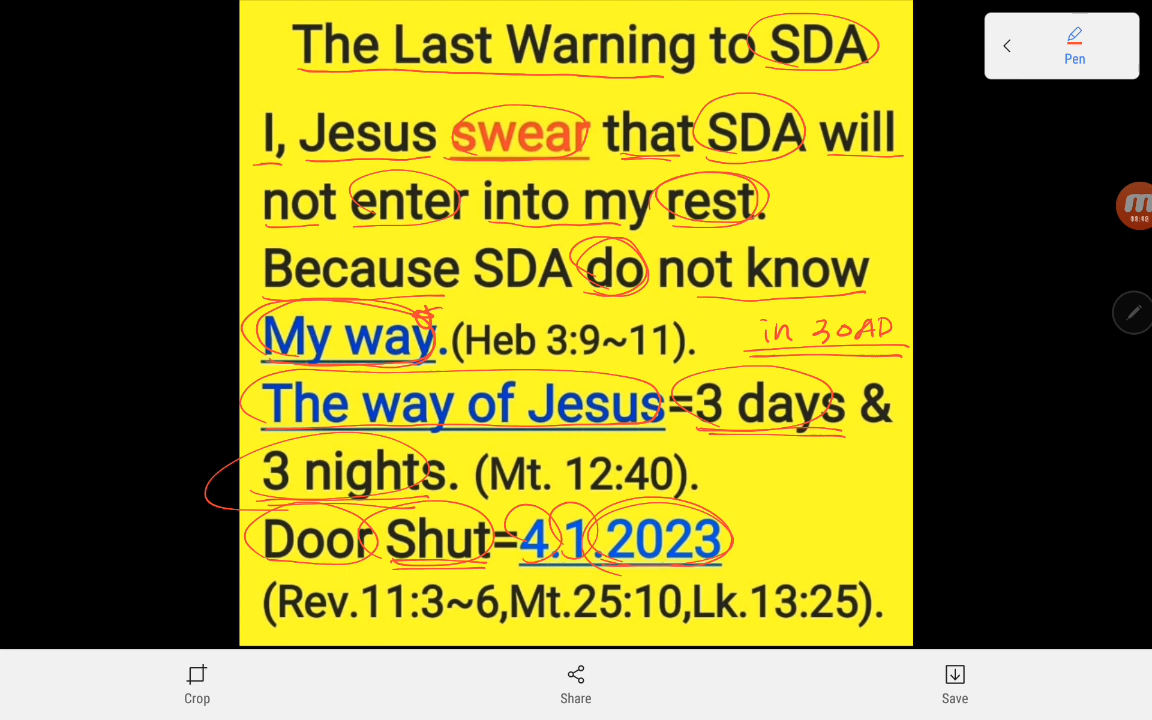 The Last Warning to SDA
Pen
I, Jesus swear that SDA will
not enter into my rest.
08:48
Because SDA do not know
My way.(Heb 3:9~11).
in 30AD
The way of Jesus=3 days &
3 nights. (Mt. 12:40).
Door Shut=4.1.2023
(Rev.11:3~6,Mt.25:10,Lk.13:25).
Crop
Share
Save